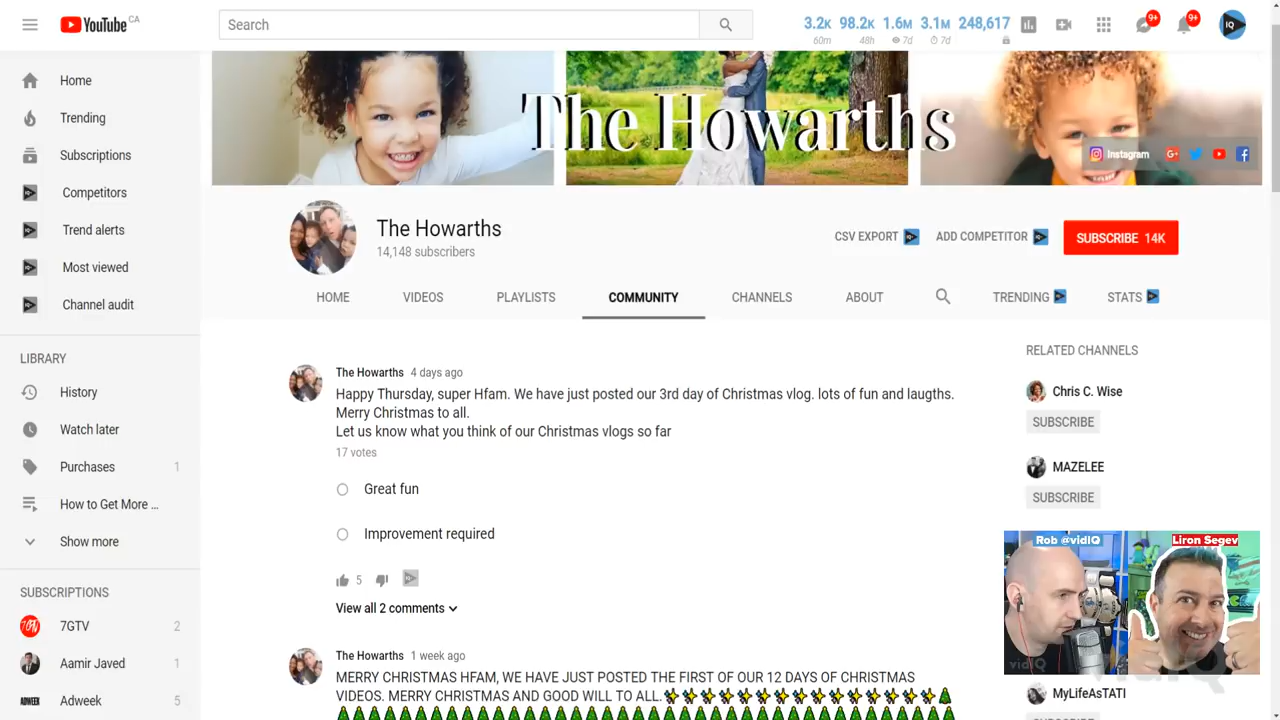 YouTube CA
Search
3.2K 98.2K 1.6M 3.1M 248,617
60m 48h 7d 7d
9+ 9+
IQ
The Howarths
Instagram
Home
Trending
Subscriptions
Competitors
Trend alerts
Most viewed
Channel audit
LIBRARY
History
Watch later
Purchases 1
How to Get More ...
Show more
SUBSCRIPTIONS
7GTV 2
Aamir Javed 1
ADWEEK Adweek 5
The Howarths
14,148 subscribers
CSV EXPORT ADD COMPETITOR SUBSCRIBE 14K
HOME VIDEOS PLAYLISTS COMMUNITY CHANNELS ABOUT TRENDING STATS
The Howarths 4 days ago
Happy Thursday, super Hfam. We have just posted our 3rd day of Christmas vlog. lots of fun and laugths.
Merry Christmas to all.
Let us know what you think of our Christmas vlogs so far
17 votes
Great fun
Improvement required
5
View all 2 comments
The Howarths 1 week ago
MERRY CHRISTMAS HFAM, WE HAVE JUST POSTED THE FIRST OF OUR 12 DAYS OF CHRISTMAS
VIDEOS. MERRY CHRISTMAS AND GOOD WILL TO ALL.
RELATED CHANNELS
Chris C. Wise
SUBSCRIBE
MAZELEE
SUBSCRIBE
Rob @vidIQ Liron Segev
vidIQ
vidIQ
MyLifeAsTATI